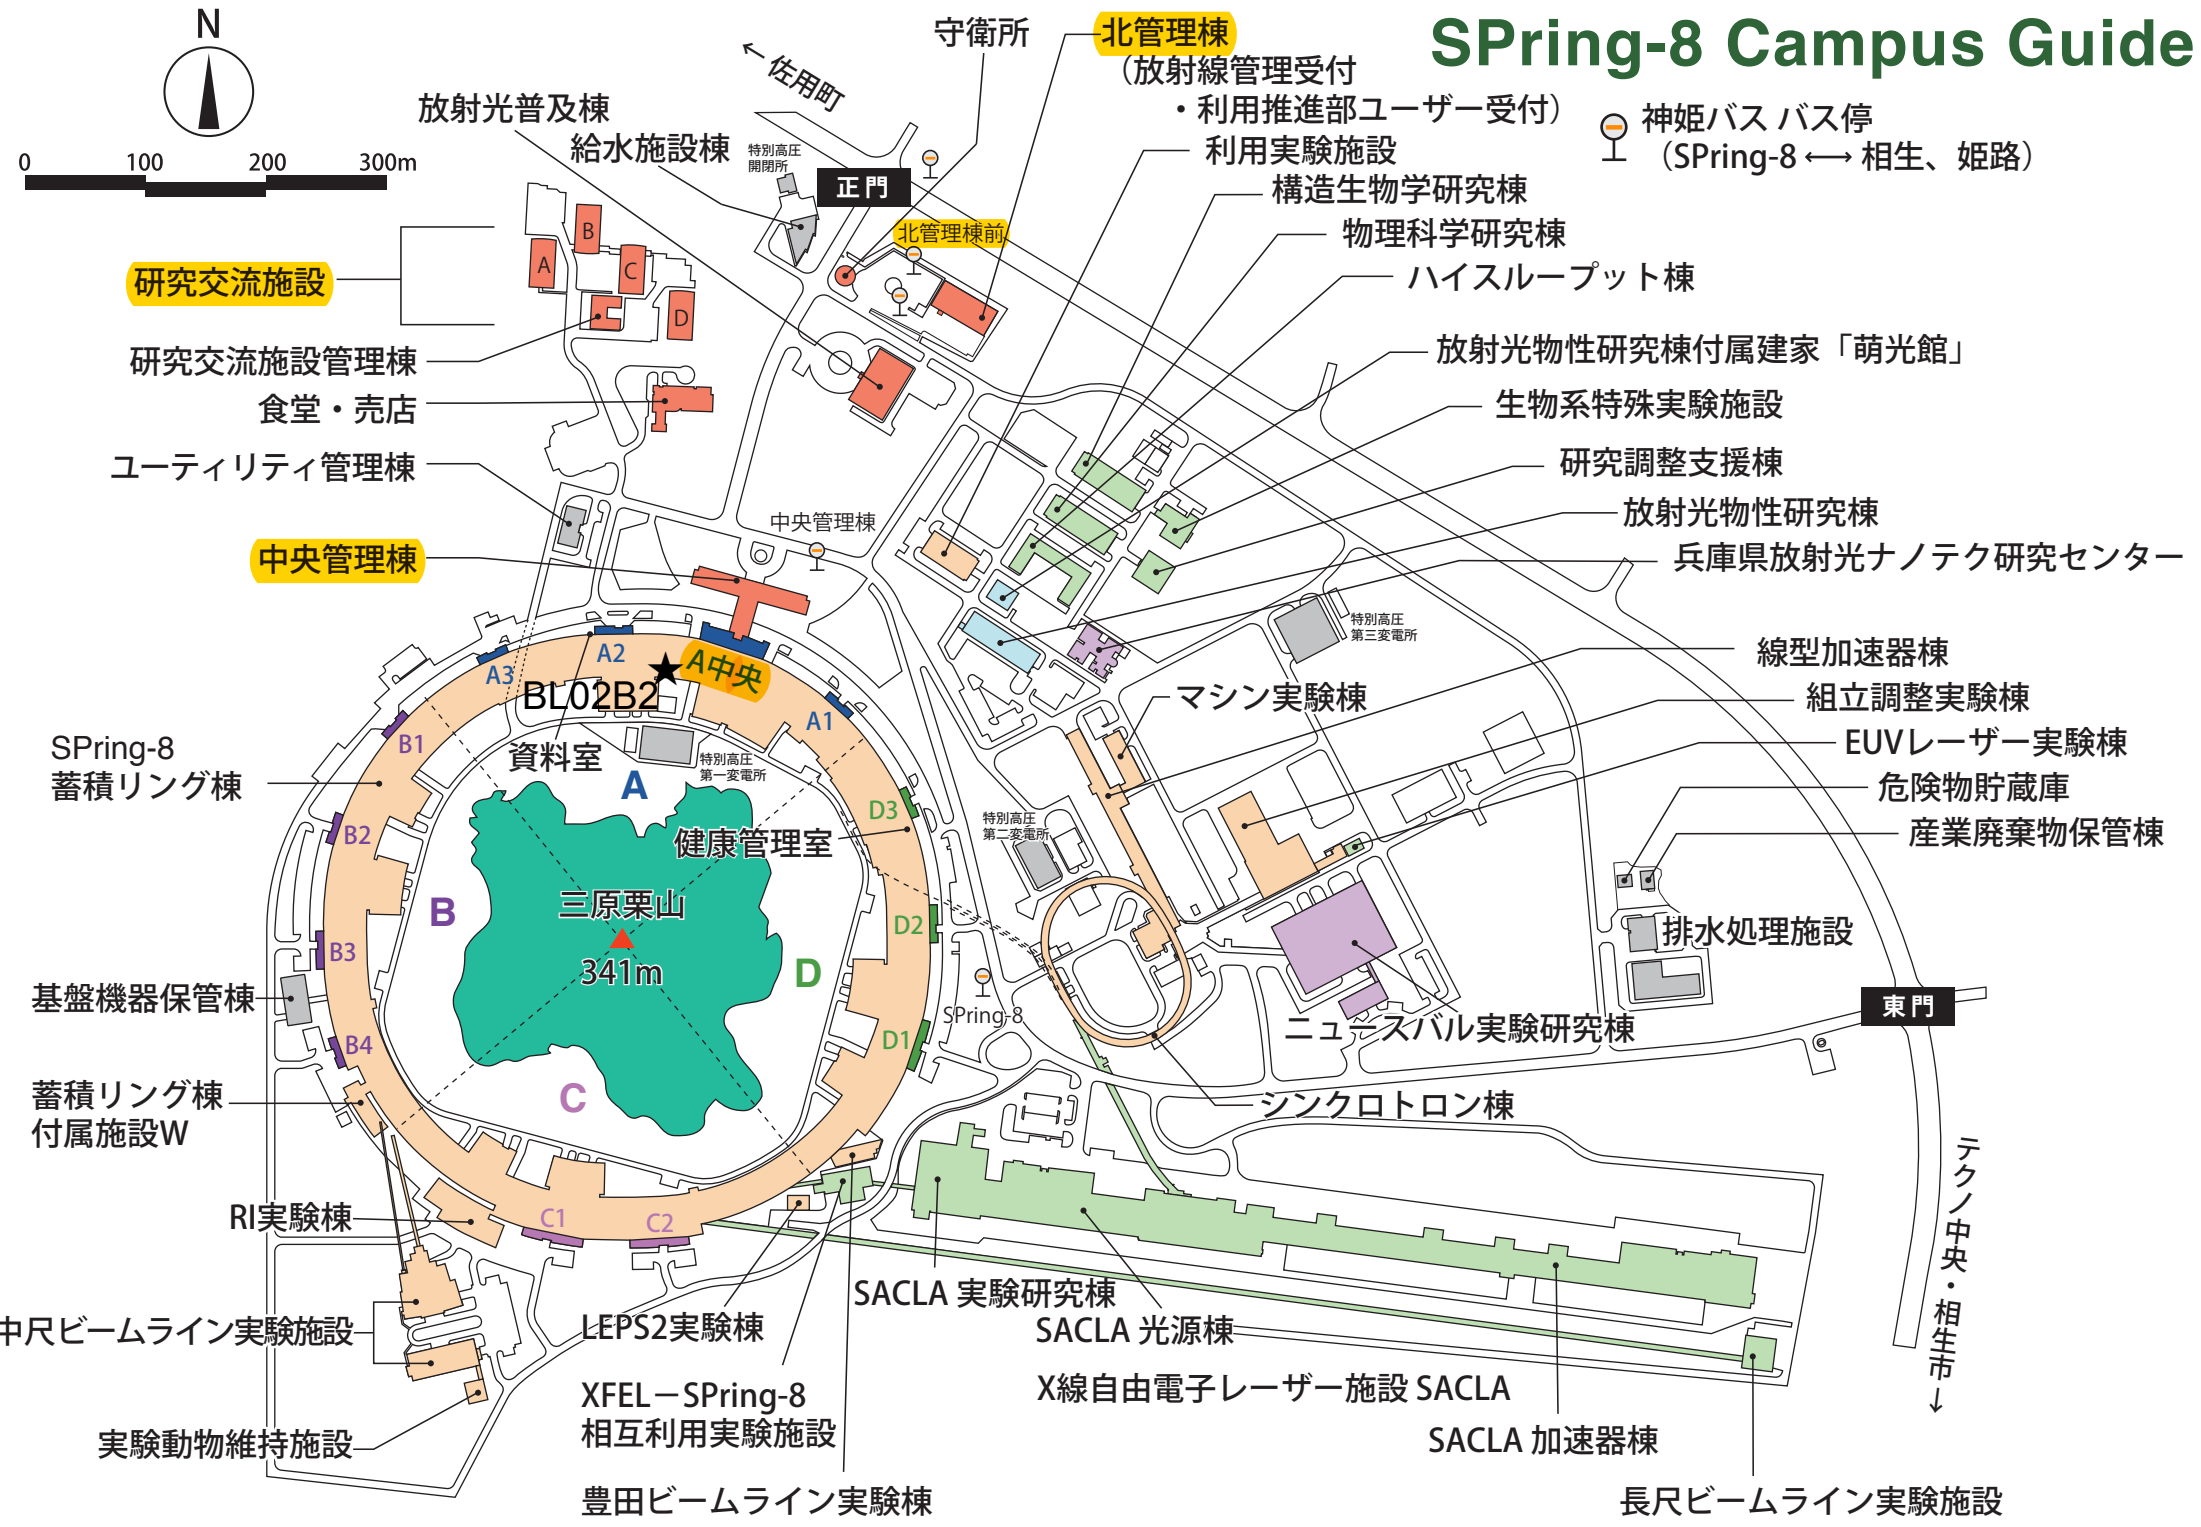 SPring-8 Campus Guide
N
0 100 200 300m
← 佐用町
守衛所
北管理棟
(放射線管理受付
・利用推進部ユーザー受付)
神姫バス バス停
(SPring-8 ⟷ 相生、姫路)
放射光普及棟
給水施設棟
特別高圧
開閉所
正門
利用実験施設
構造生物学研究棟
物理科学研究棟
ハイスループット棟
北管理棟前
研究交流施設
A
B
C
D
研究交流施設管理棟
食堂・売店
ユーティリティ管理棟
放射光物性研究棟付属建家「萌光館」
生物系特殊実験施設
研究調整支援棟
放射光物性研究棟
兵庫県放射光ナノテク研究センター
中央管理棟
中央管理棟
特別高圧
第三変電所
線型加速器棟
マシン実験棟
組立調整実験棟
EUVレーザー実験棟
危険物貯蔵庫
産業廃棄物保管棟
A3
A2
A中央
A1
BL02B2
★
資料室
特別高圧
第一変電所
SPring-8
蓄積リング棟
B1
B2
B3
B4
A
B
C
D
D3
D2
D1
健康管理室
三原栗山
341m
特別高圧
第二変電所
排水処理施設
基盤機器保管棟
SPring-8
ニュースバル実験研究棟
東門
蓄積リング棟
付属施設W
シンクロトロン棟
テクノ中央・相生市↓
RI実験棟
C1
C2
中尺ビームライン実験施設
LEPS2実験棟
SACLA 実験研究棟
SACLA 光源棟
XFEL－SPring-8
相互利用実験施設
X線自由電子レーザー施設 SACLA
実験動物維持施設
SACLA 加速器棟
豊田ビームライン実験棟
長尺ビームライン実験施設